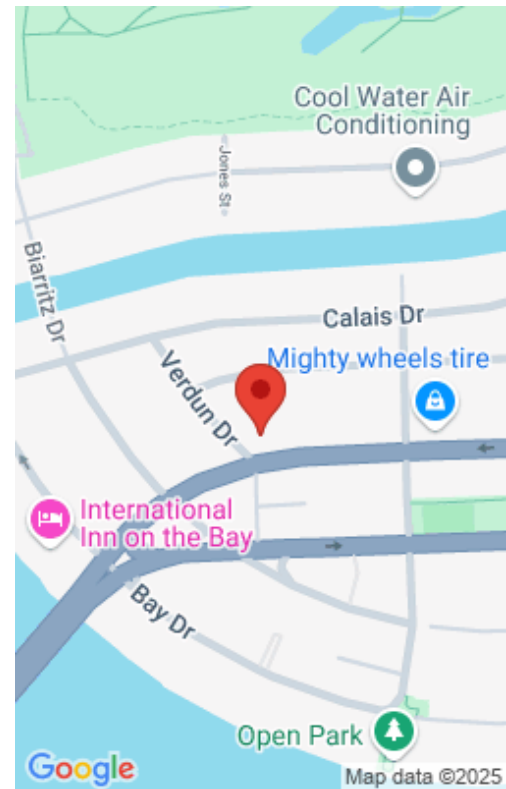 Cool Water Air
Conditioning
Jones St
Biarritz Dr
Calais Dr
Mighty wheels tire
Verdun Dr
International
Inn on the Bay
Bay Dr
Open Park
Google
Map data ©2025